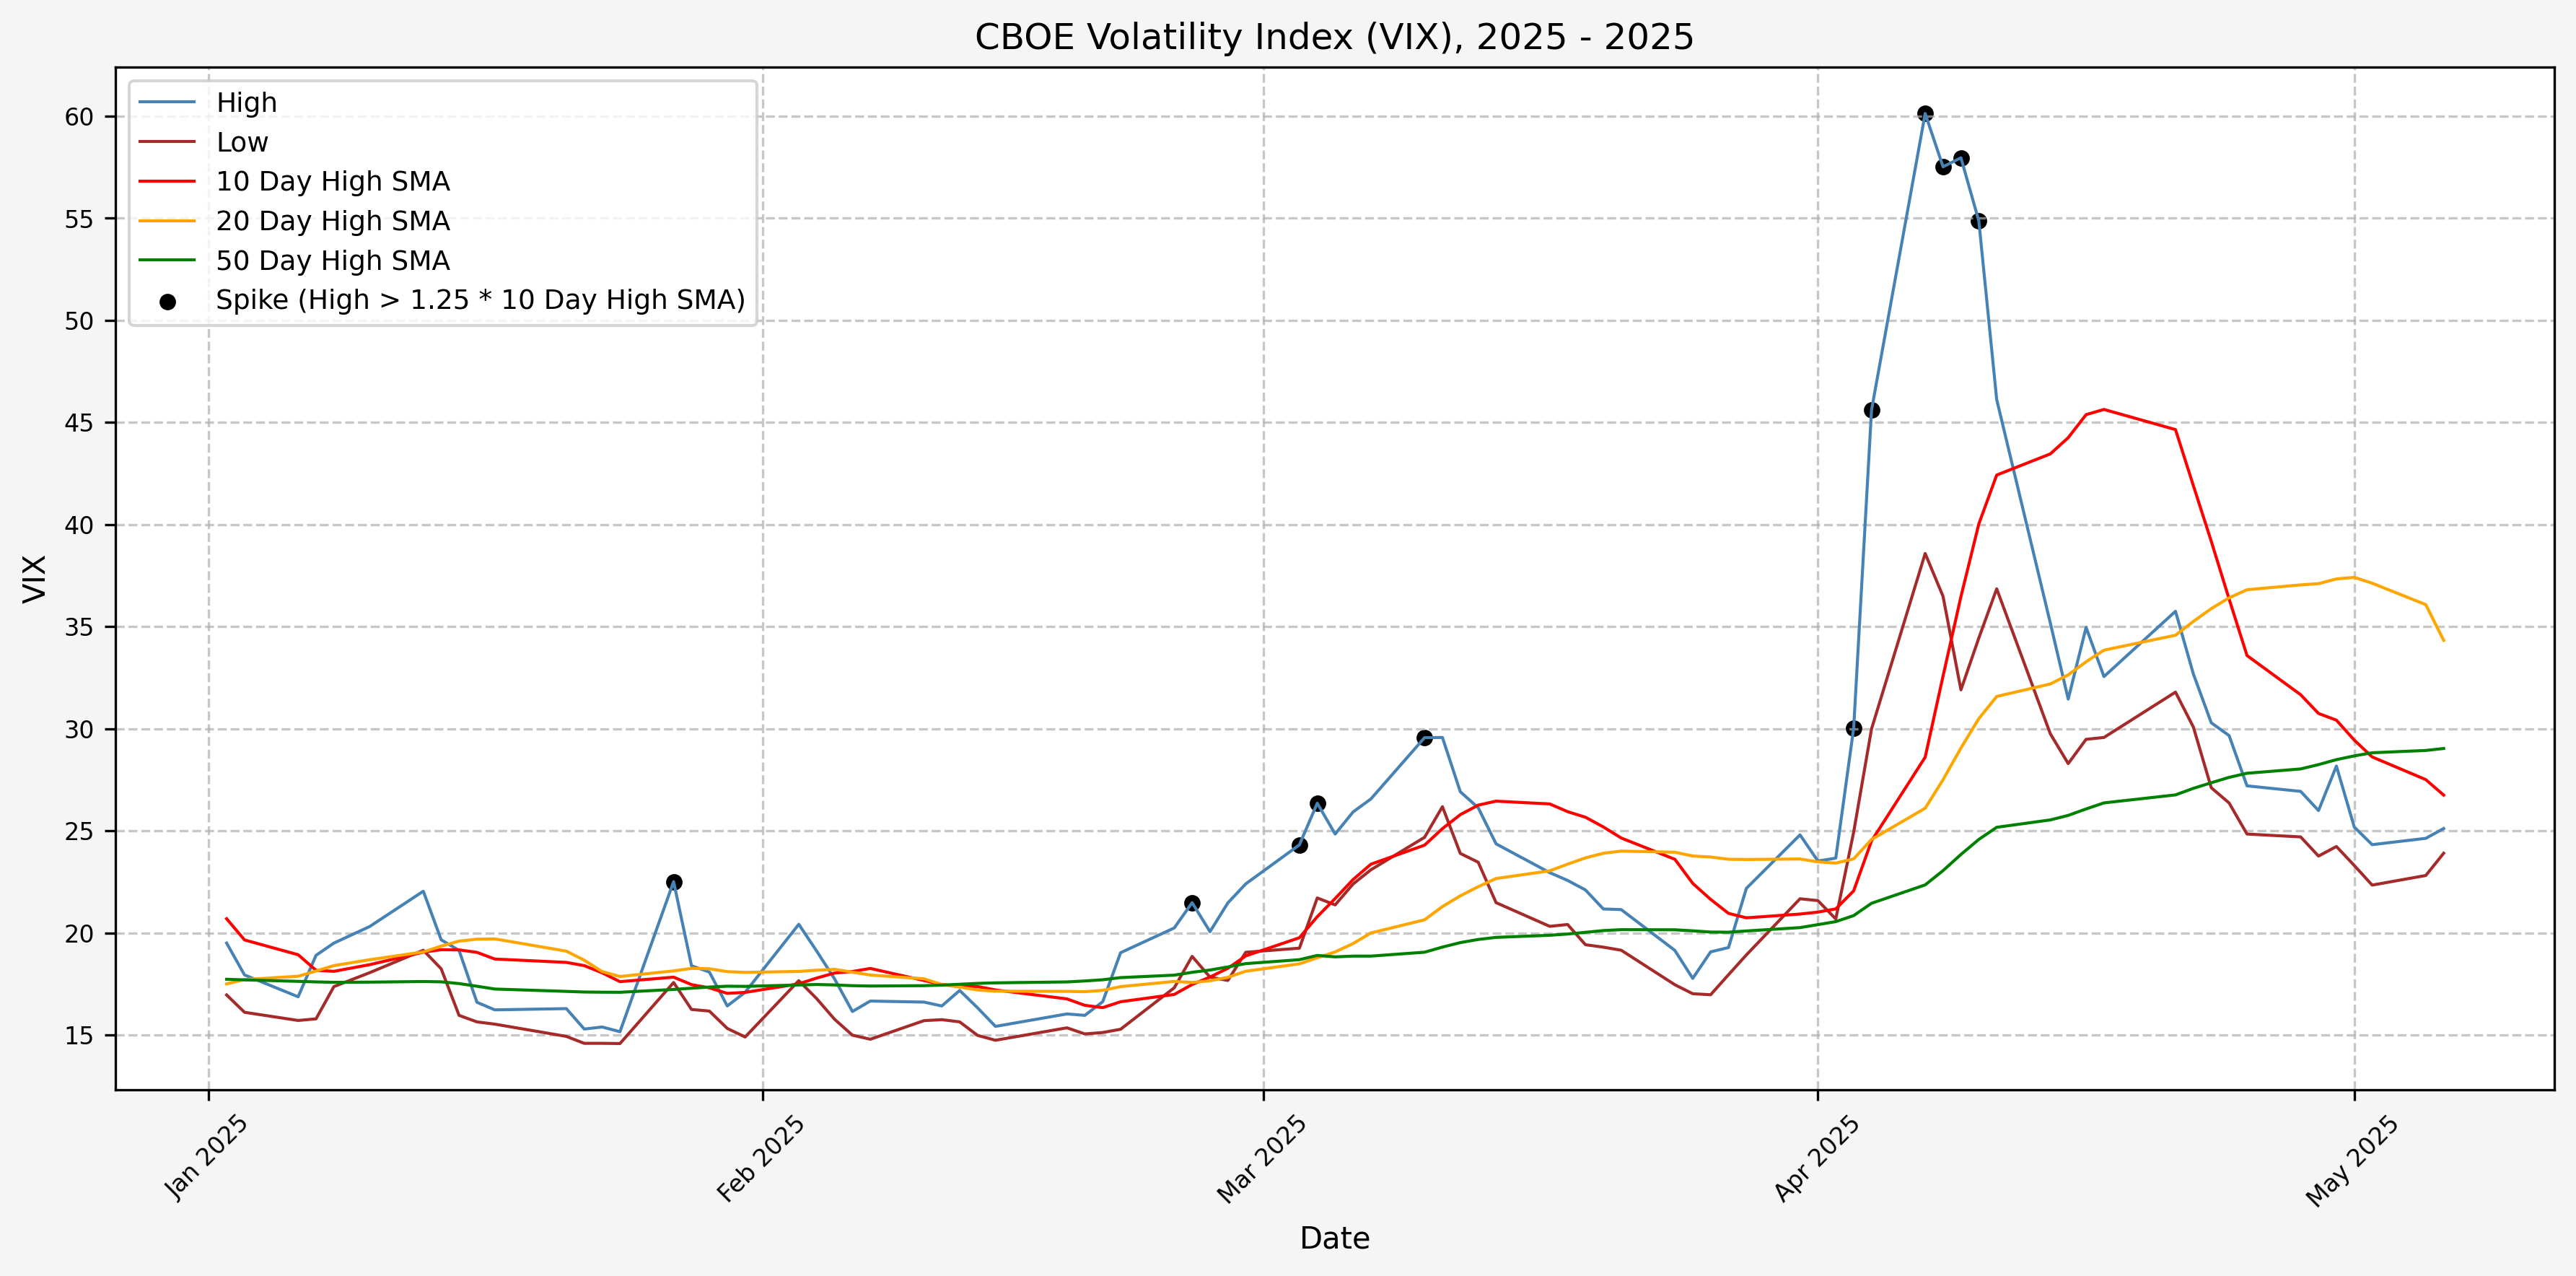 CBOE Volatility Index (VIX), 2025 - 2025
High
Low
10 Day High SMA
20 Day High SMA
50 Day High SMA
Spike (High > 1.25 * 10 Day High SMA)
60
55
50
45
40
35
30
25
20
15
VIX
Jan 2025
Feb 2025
Mar 2025
Apr 2025
May 2025
Date